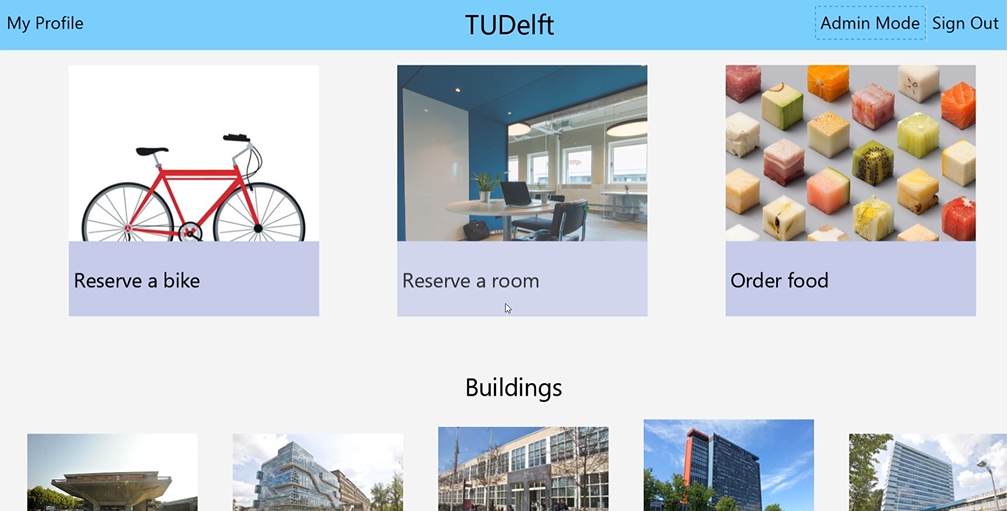 My Profile
TUDelft
Admin Mode
Sign Out
Reserve a bike
Reserve a room
Order food
Buildings